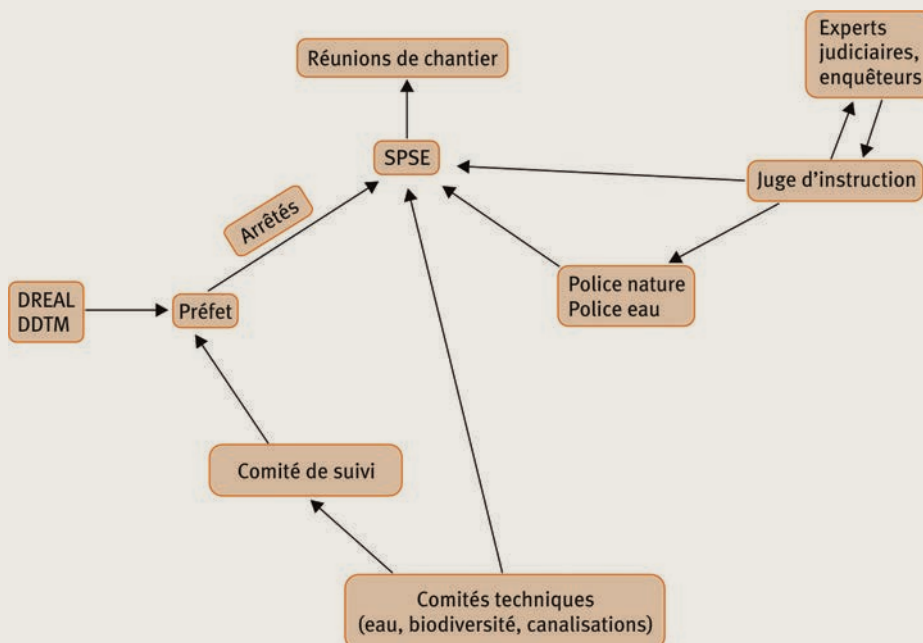 Experts
judiciaires,
enquêteurs
Réunions de chantier
SPSE
Juge d'instruction
Arrêtés
Police nature
Police eau
DREAL
DDTM
Préfet
Comité de suivi
Comités techniques
(eau, biodiversité, canalisations)